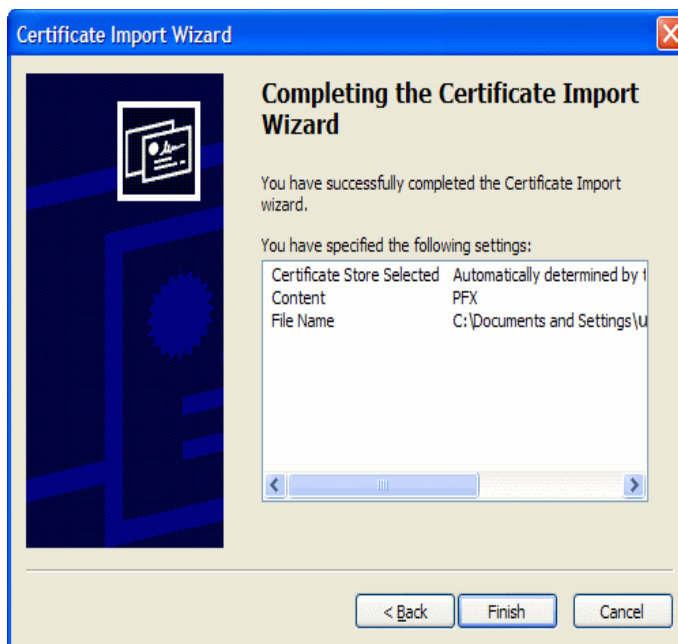 Certificate Import Wizard
Completing the Certificate Import
Wizard
You have successfully completed the Certificate Import
wizard.
You have specified the following settings:
Certificate Store Selected Automatically determined by t
Content PFX
File Name C:\Documents and Settings\u
< Back Finish Cancel